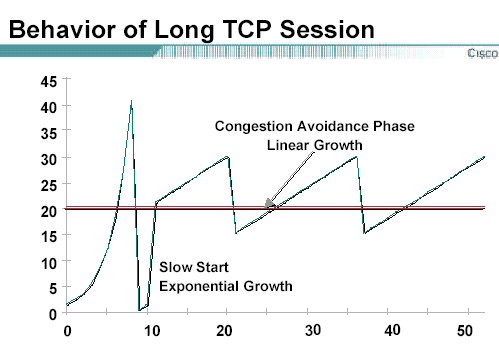 Behavior of Long TCP Session
Cisco
45
40
35
30
25
20
15
10
5
0
Congestion Avoidance Phase
Linear Growth
Slow Start
Exponential Growth
0 10 20 30 40 50